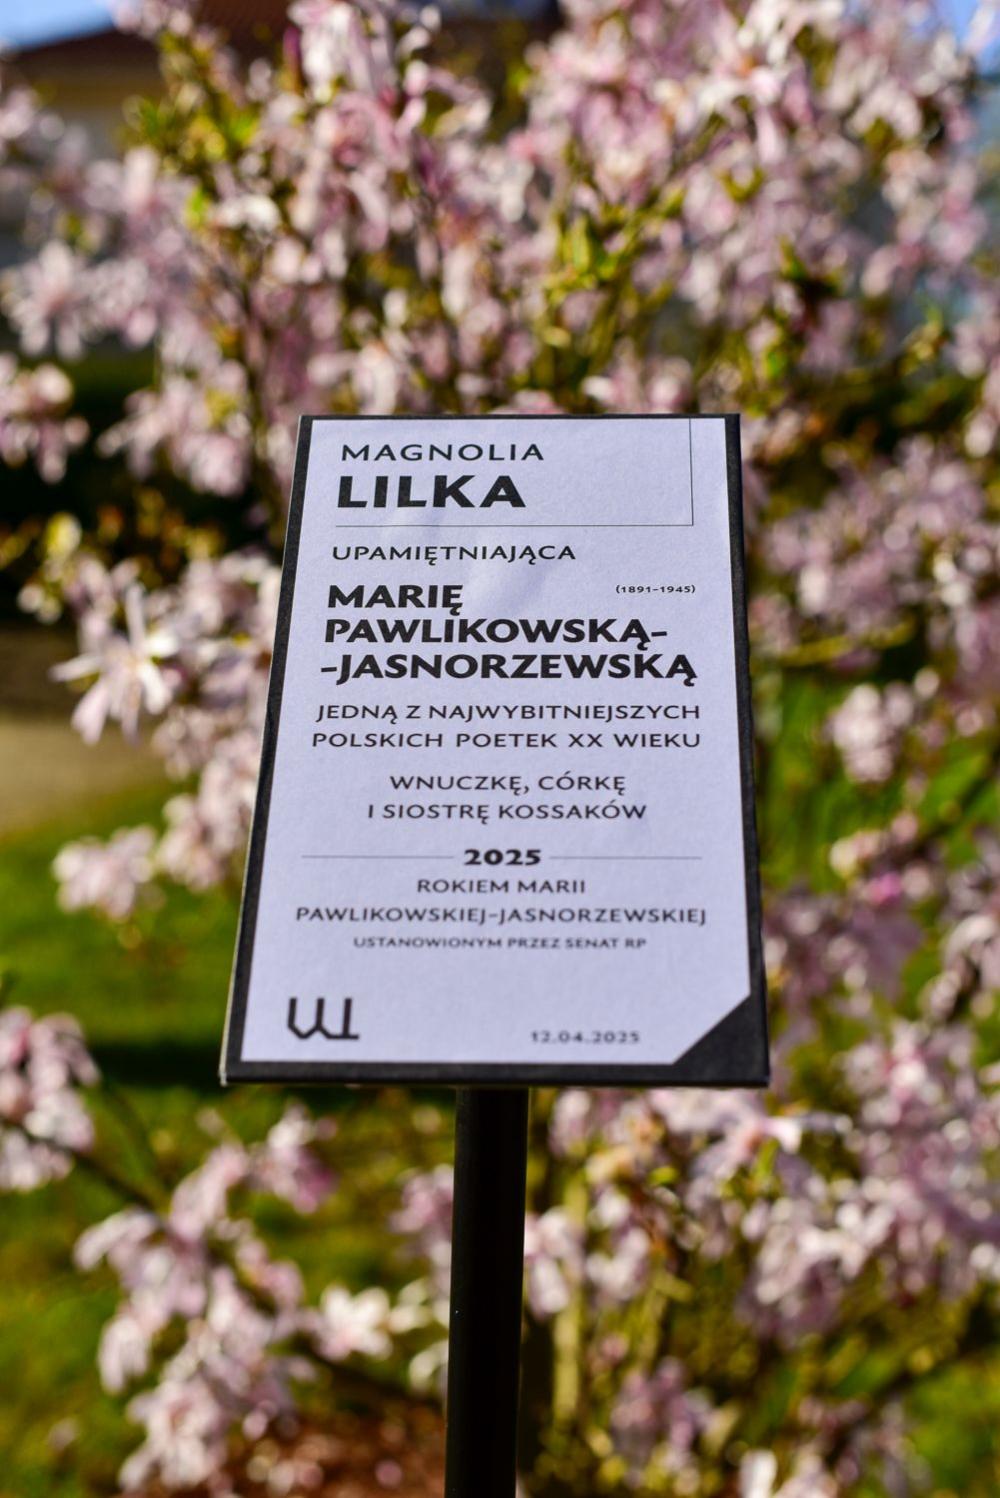 MAGNOLIA
LILKA
UPAMIĘTNIAJĄCA
MARIĘ (1891-1945)
PAWLIKOWSKĄ-
-JASNORZEWSKĄ
JEDNĄ Z NAJWYBITNIEJSZYCH
POLSKICH POETEK XX WIEKU
WNUCZKĘ, CÓRKĘ
I SIOSTRĘ KOSSAKÓW
2025
ROKIEM MARII
PAWLIKOWSKIEJ-JASNORZEWSKIEJ
USTANOWIONYM PRZEZ SENAT RP
12.04.2025